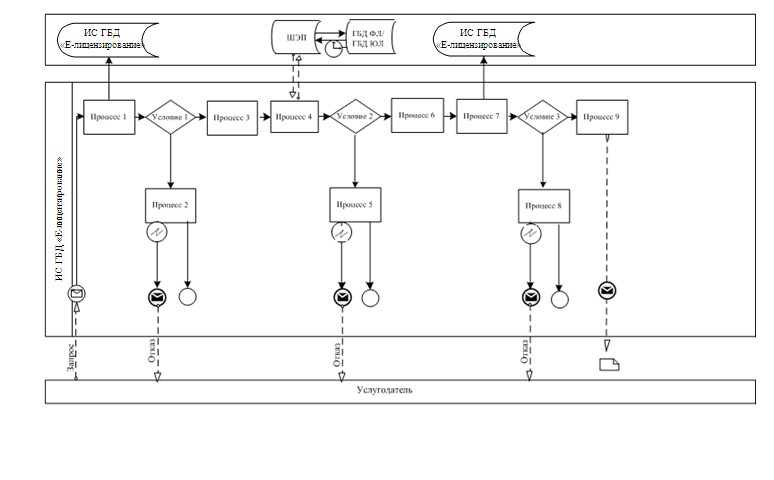 ИС ГБД
«Е-лицензирование»
ШЭП
ГБД ФЛ/
ГБД ЮЛ
ИС ГБД
«Е-лицензирование»
ИС ГБД «Е-лицензирование»
Процесс 1
Условие 1
Процесс 3
Процесс 4
Условие 2
Процесс 6
Процесс 7
Условие 3
Процесс 9
Процесс 2
Процесс 5
Процесс 8
Запрос
Отказ
Отказ
Отказ
Услугодатель